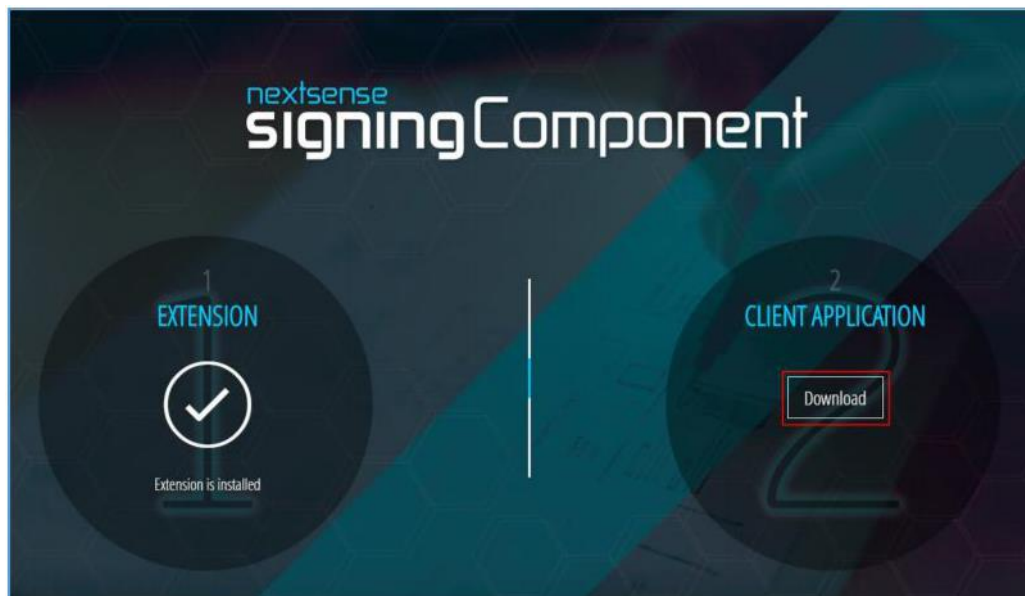 nextsense
signingComponent
1
EXTENSION
Extension is installed
2
CLIENT APPLICATION
Download